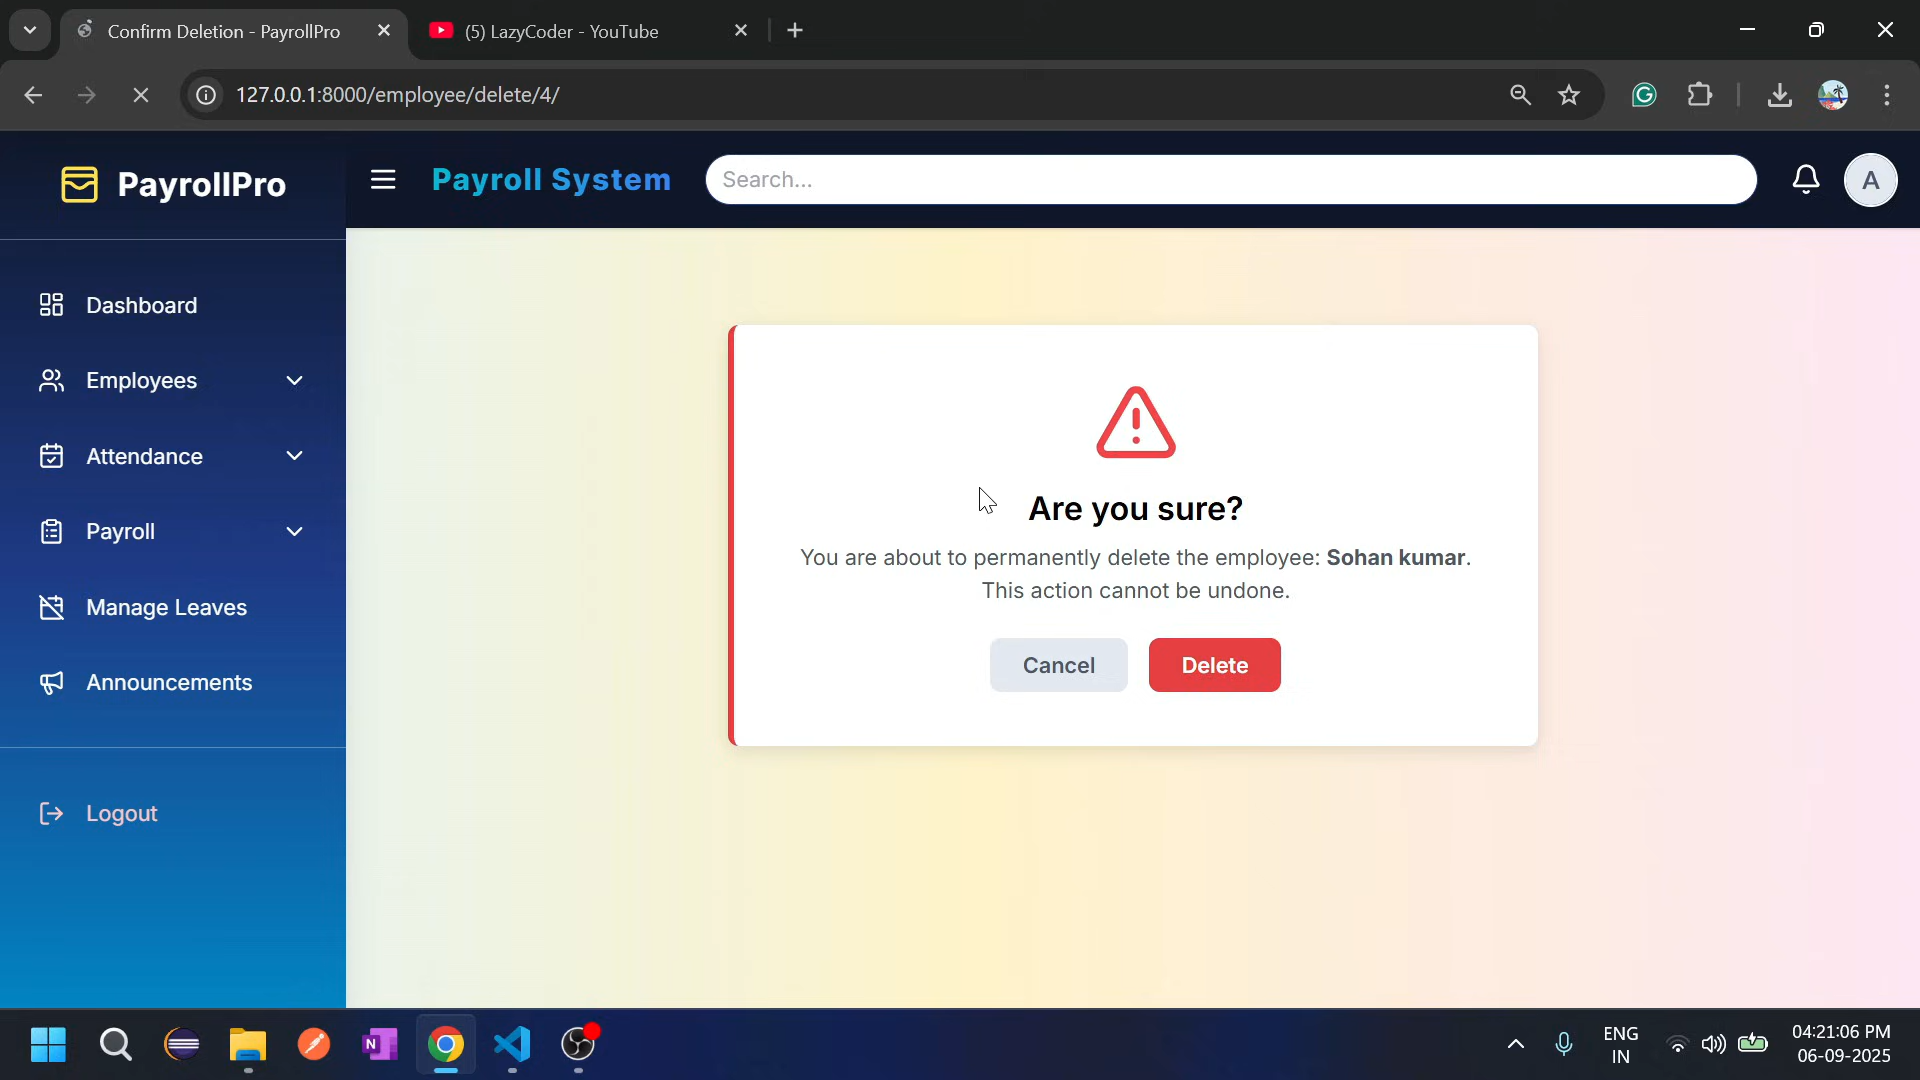 Confirm Deletion - PayrollPro
(5) LazyCoder - YouTube
127.0.0.1:8000/employee/delete/4/
PayrollPro
Payroll System
Search...
A
Dashboard
Employees
Attendance
Payroll
Manage Leaves
Announcements
Logout
Are you sure?
You are about to permanently delete the employee: Sohan kumar.
This action cannot be undone.
Cancel
Delete
ENG
IN
04:21:06 PM
06-09-2025